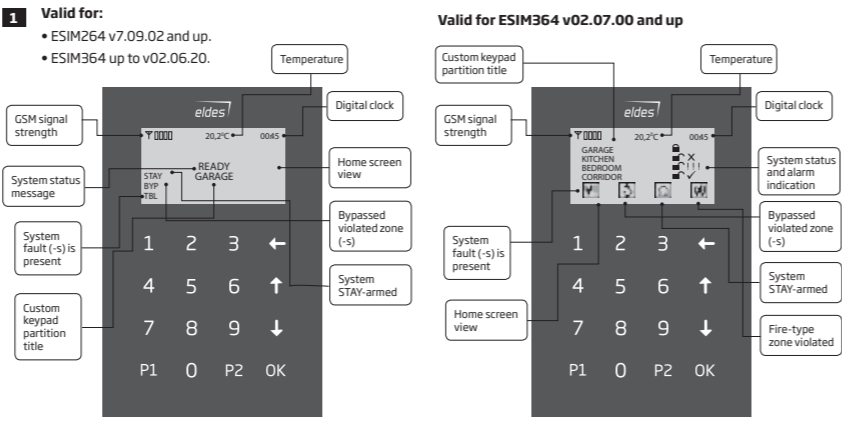 1
Valid for:
• ESIM264 v7.09.02 and up.
• ESIM364 up to v02.06.20.
Temperature
Digital clock
GSM signal
strength
System status
message
System
fault (-s) is
present
Custom
keypad
partition
title
Home screen
view
Bypassed
violated zone
(-s)
System
STAY-armed
eldes
20,2°C
00:45
READY
GARAGE
STAY
BYP
TBL
1 2 3 ←
4 5 6 ↑
7 8 9 ↓
P1 0 P2 OK
Valid for ESIM364 v02.07.00 and up
Custom keypad
partition title
Temperature
Digital clock
GSM signal
strength
System status
and alarm
indication
Bypassed
violated zone
(-s)
System
fault (-s) is
present
System
STAY-armed
Home screen
view
Fire-type
zone violated
eldes
20,2°C
00:45
GARAGE
KITCHEN X
BEDROOM !!!
CORRIDOR ✓
1 2 3 ←
4 5 6 ↑
7 8 9 ↓
P1 0 P2 OK